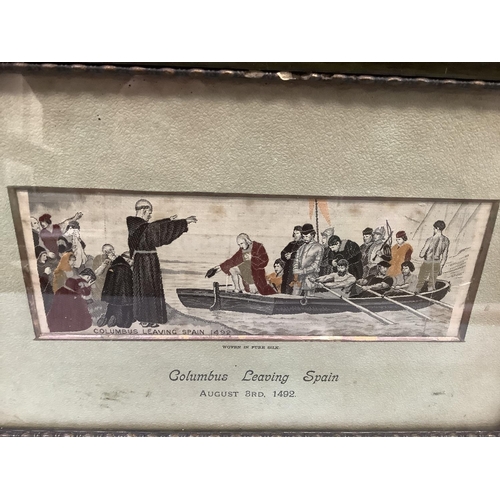 COLUMBUS LEAVING SPAIN 1492
WOVEN IN PURE SILK.
Columbus Leaving Spain
AUGUST 3RD, 1492.